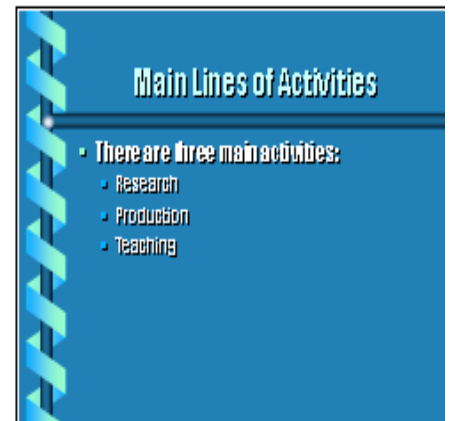 Main Lines of Activities
There are three main activities:
Research
Production
Teaching